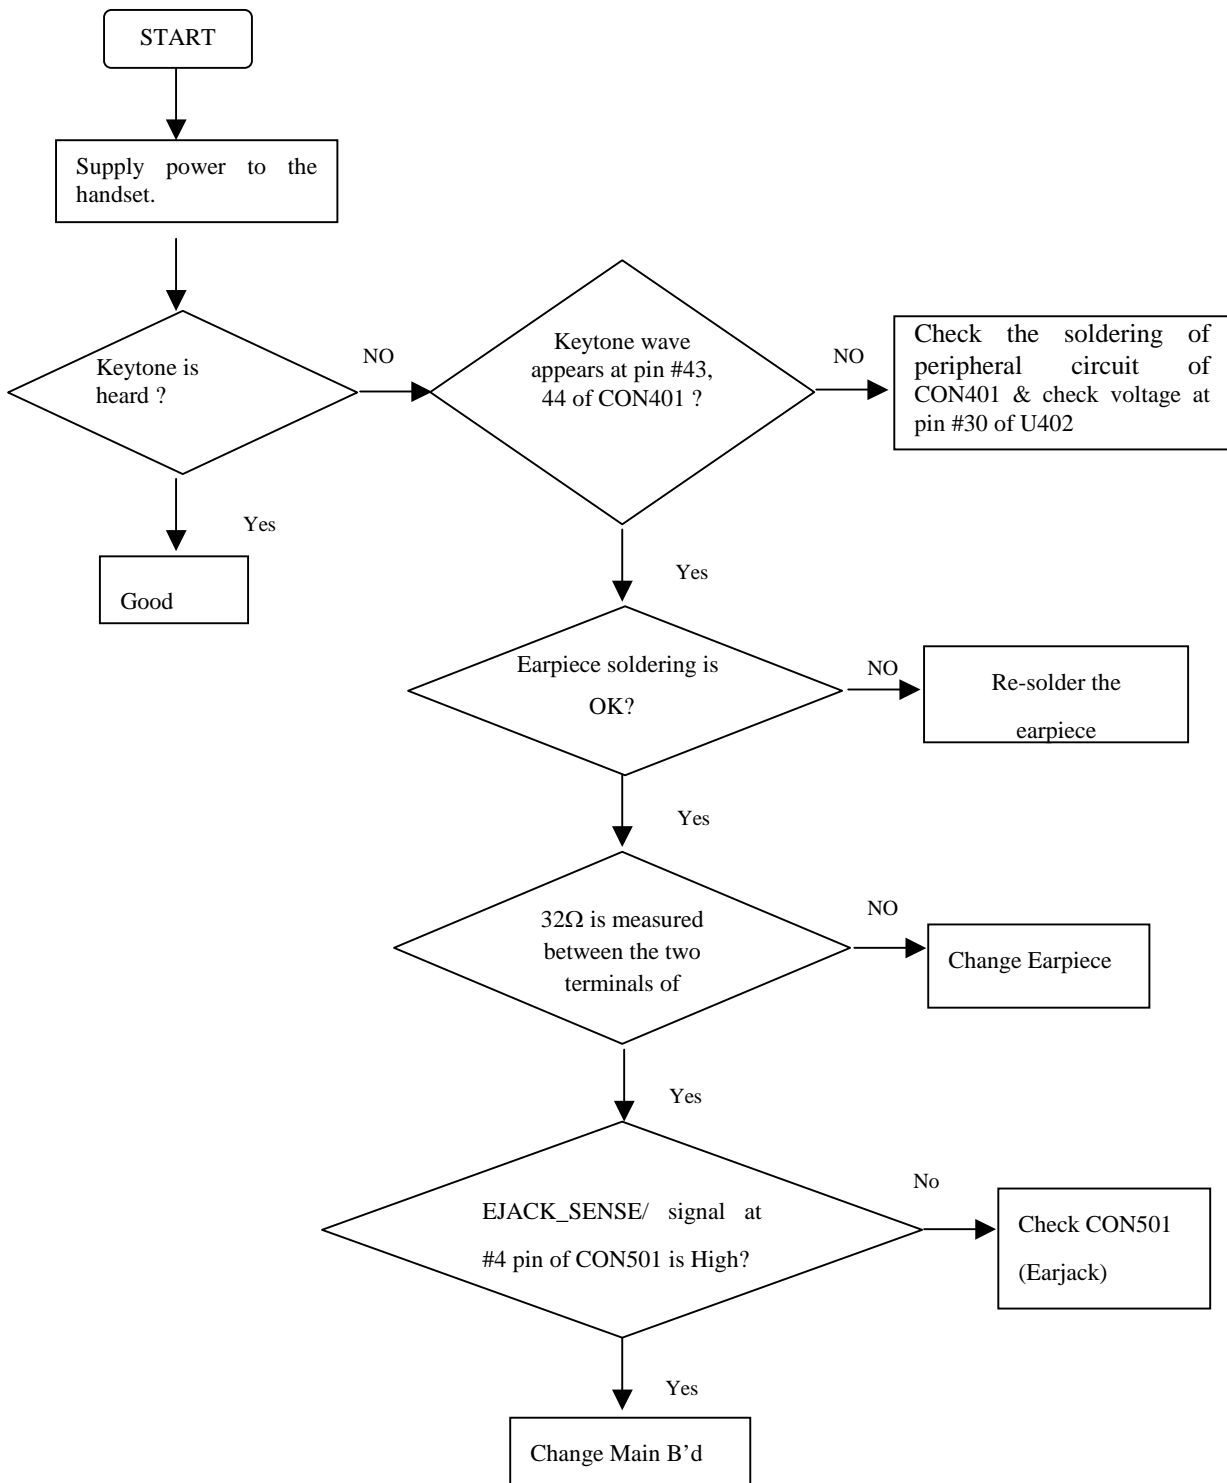 START
Supply power to the
handset.
Keytone is
heard ?
NO
Keytone wave
appears at pin #43,
44 of CON401 ?
NO
Check the soldering of
peripheral circuit of
CON401 & check voltage at
pin #30 of U402
Yes
Good
Yes
Earpiece soldering is
OK?
NO
Re-solder the
earpiece
Yes
32Ω is measured
between the two
terminals of
NO
Change Earpiece
Yes
EJACK_SENSE/ signal at
#4 pin of CON501 is High?
No
Check CON501
(Earjack)
Yes
Change Main B’d